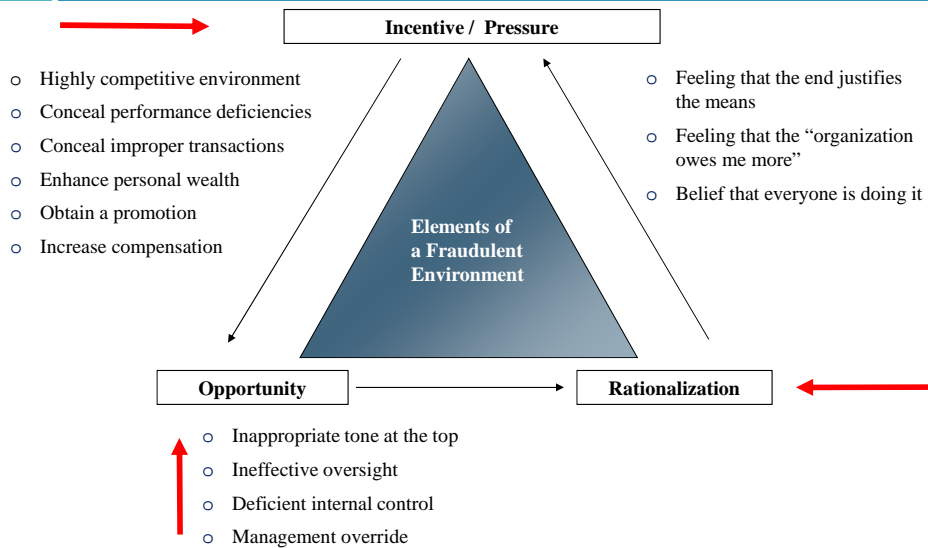 Incentive / Pressure
o Highly competitive environment
o Conceal performance deficiencies
o Conceal improper transactions
o Enhance personal wealth
o Obtain a promotion
o Increase compensation
o Feeling that the end justifies
the means
o Feeling that the “organization
owes me more”
o Belief that everyone is doing it
Elements of
a Fraudulent
Environment
Opportunity
Rationalization
o Inappropriate tone at the top
o Ineffective oversight
o Deficient internal control
o Management override